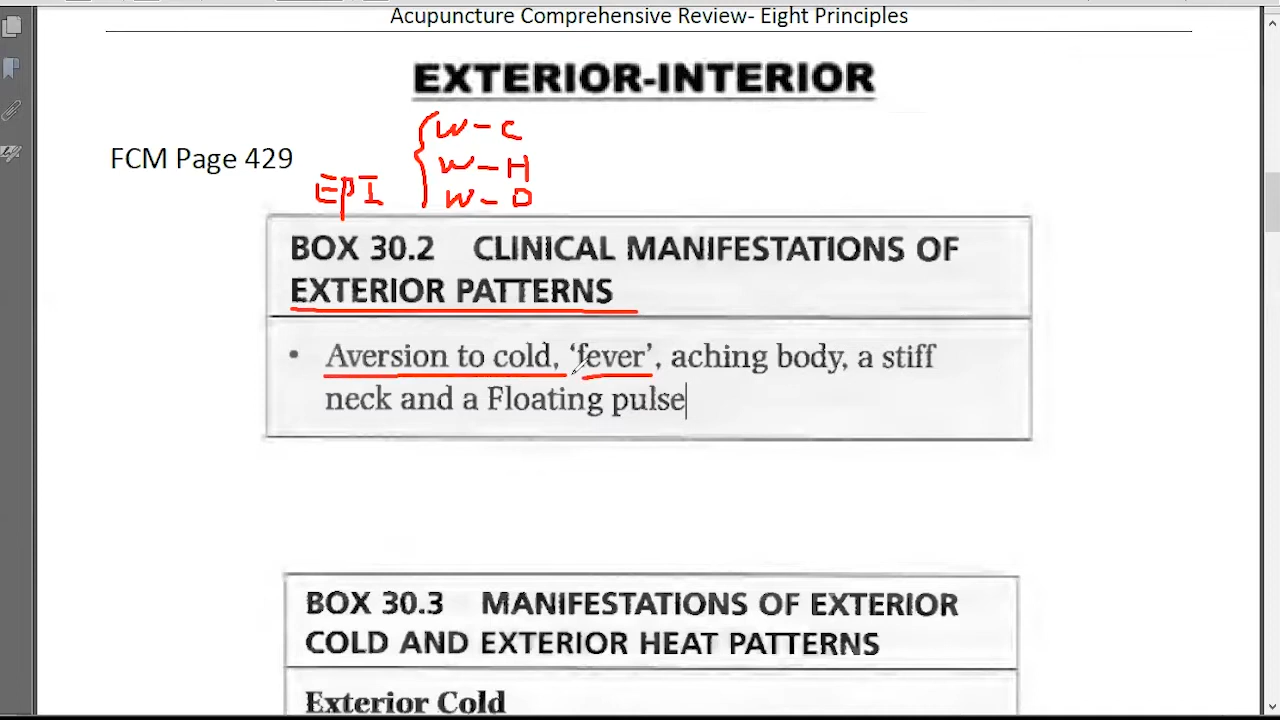 Acupuncture Comprehensive Review- Eight Principles
EXTERIOR-INTERIOR
W-C
FCM Page 429
W-H
EPI
W-D
BOX 30.2 CLINICAL MANIFESTATIONS OF
EXTERIOR PATTERNS
• Aversion to cold, ‘fever’, aching body, a stiff
neck and a Floating pulse
BOX 30.3 MANIFESTATIONS OF EXTERIOR
COLD AND EXTERIOR HEAT PATTERNS
Exterior Cold